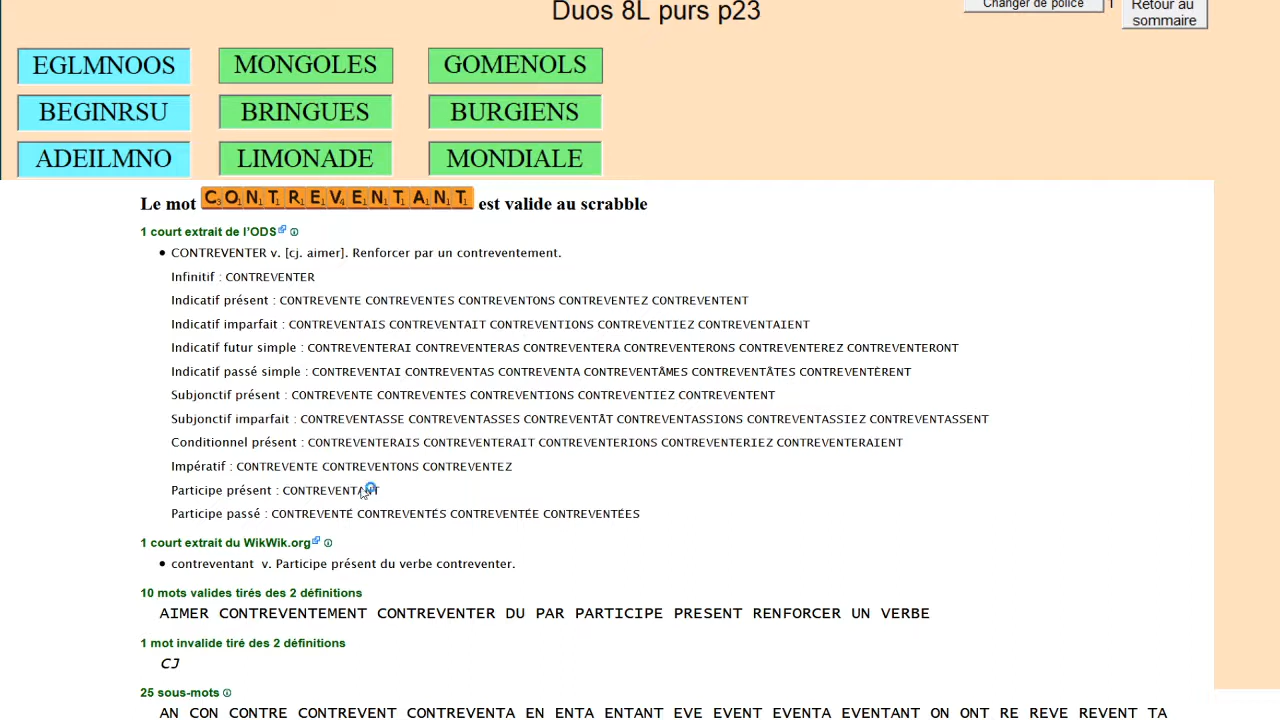 Duos 8L purs p23
Changer de police 1 Retour au sommaire
EGLMNOOS MONGOLES GOMENOLS
BEGINRSU BRINGUES BURGIENS
ADEILMNO LIMONADE MONDIALE
Le mot C3O1N1T1R1E1V4E1N1T1A1N1T1 est valide au scrabble
1 court extrait de l'ODS
• CONTREVENTER v. [cj. aimer]. Renforcer par un contreventement.
Infinitif : CONTREVENTER
Indicatif présent : CONTREVENTE CONTREVENTES CONTREVENTONS CONTREVENTEZ CONTREVENTENT
Indicatif imparfait : CONTREVENTAIS CONTREVENTAIT CONTREVENTIONS CONTREVENTIEZ CONTREVENTAIENT
Indicatif futur simple : CONTREVENTERAI CONTREVENTERAS CONTREVENTERA CONTREVENTERONS CONTREVENTEREZ CONTREVENTERONT
Indicatif passé simple : CONTREVENTAI CONTREVENTAS CONTREVENTA CONTREVENTÂMES CONTREVENTÂTES CONTREVENTÈRENT
Subjonctif présent : CONTREVENTE CONTREVENTES CONTREVENTIONS CONTREVENTIEZ CONTREVENTENT
Subjonctif imparfait : CONTREVENTASSE CONTREVENTASSES CONTREVENTÂT CONTREVENTASSIONS CONTREVENTASSIEZ CONTREVENTASSENT
Conditionnel présent : CONTREVENTERAIS CONTREVENTERAIT CONTREVENTERIONS CONTREVENTERIEZ CONTREVENTERAIENT
Impératif : CONTREVENTE CONTREVENTONS CONTREVENTEZ
Participe présent : CONTREVENTANT
Participe passé : CONTREVENTÉ CONTREVENTÉS CONTREVENTÉE CONTREVENTÉES
1 court extrait du WikWik.org
• contreventant v. Participe présent du verbe contreventer.
10 mots valides tirés des 2 définitions
AIMER CONTREVENTEMENT CONTREVENTER DU PAR PARTICIPE PRESENT RENFORCER UN VERBE
1 mot invalide tiré des 2 définitions
CJ
25 sous-mots
AN CON CONTRE CONTREVENT CONTREVENTA EN ENTA ENTANT EVE EVENT EVENTA EVENTANT ON ONT RE REVE REVENT TA